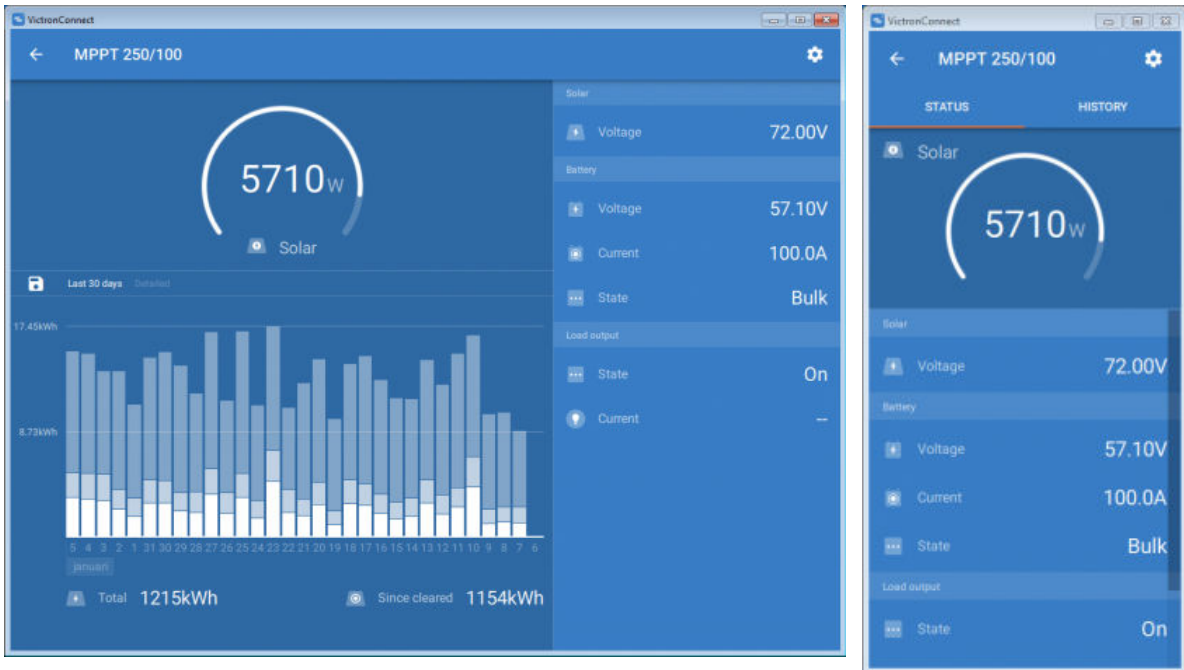 VictronConnect
MPPT 250/100
5710W
Solar
Last 30 days Detailed
17.45kWh
8.73kWh
5 4 3 2 1 31 30 29 28 27 26 25 24 23 22 21 20 19 18 17 16 15 14 13 12 11 10 9 8 7 6
januari
Total 1215kWh Since cleared 1154kWh
Solar
Voltage 72.00V
Battery
Voltage 57.10V
Current 100.0A
State Bulk
Load output
State On
Current --
VictronConnect
MPPT 250/100
STATUS HISTORY
Solar
5710W
Solar
Voltage 72.00V
Battery
Voltage 57.10V
Current 100.0A
State Bulk
Load output
State On